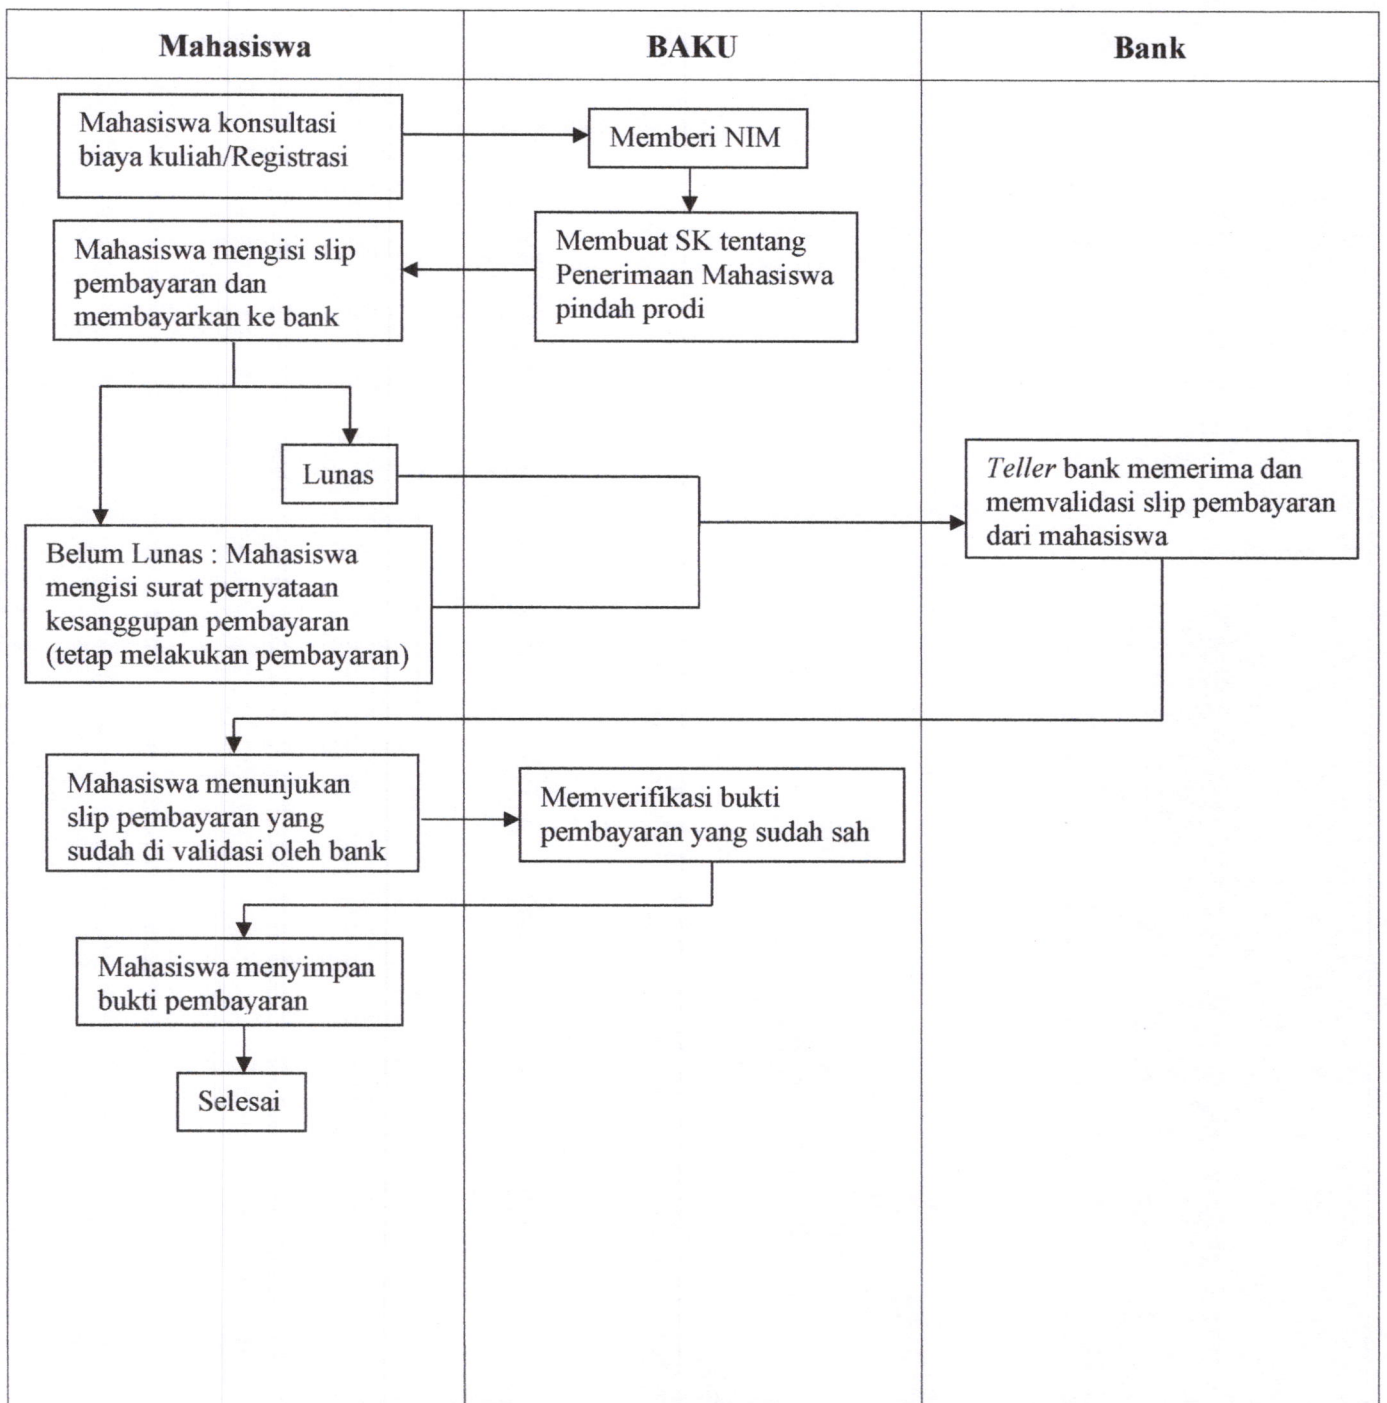 Mahasiswa
BAKU
Bank
Mahasiswa konsultasi
biaya kuliah/Registrasi
Memberi NIM
Membuat SK tentang
Penerimaan Mahasiswa
pindah prodi
Mahasiswa mengisi slip
pembayaran dan
membayarkan ke bank
Lunas
Belum Lunas : Mahasiswa
mengisi surat pernyataan
kesanggupan pembayaran
(tetap melakukan pembayaran)
Teller bank memerima dan
memvalidasi slip pembayaran
dari mahasiswa
Mahasiswa menunjukan
slip pembayaran yang
sudah di validasi oleh bank
Memverifikasi bukti
pembayaran yang sudah sah
Mahasiswa menyimpan
bukti pembayaran
Selesai